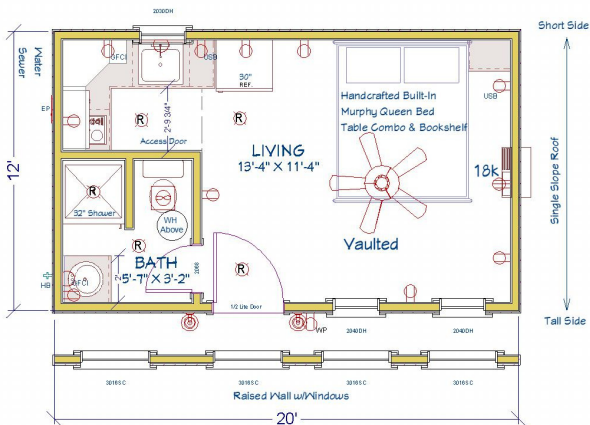 2030DH
Short Side
Water
Sewer
GFCI
USB
30"
REF.
USB
EP
Handcrafted Built-In
Murphy Queen Bed
Table Combo & Bookshelf
R
R
2'-9 3/4"
Access Door
LIVING
13'-4" X 11'-4"
12'
18k
Single Slope Roof
R
32" Shower
WH
Above
Vaulted
R
BATH
5'-7" X 3'-2"
R
2068
HB
GFCI
2'
1/2 Lite Door
WP
2040DH
2040DH
Tall Side
3016SC
3016SC
3016SC
3016SC
Raised Wall w/Windows
20'